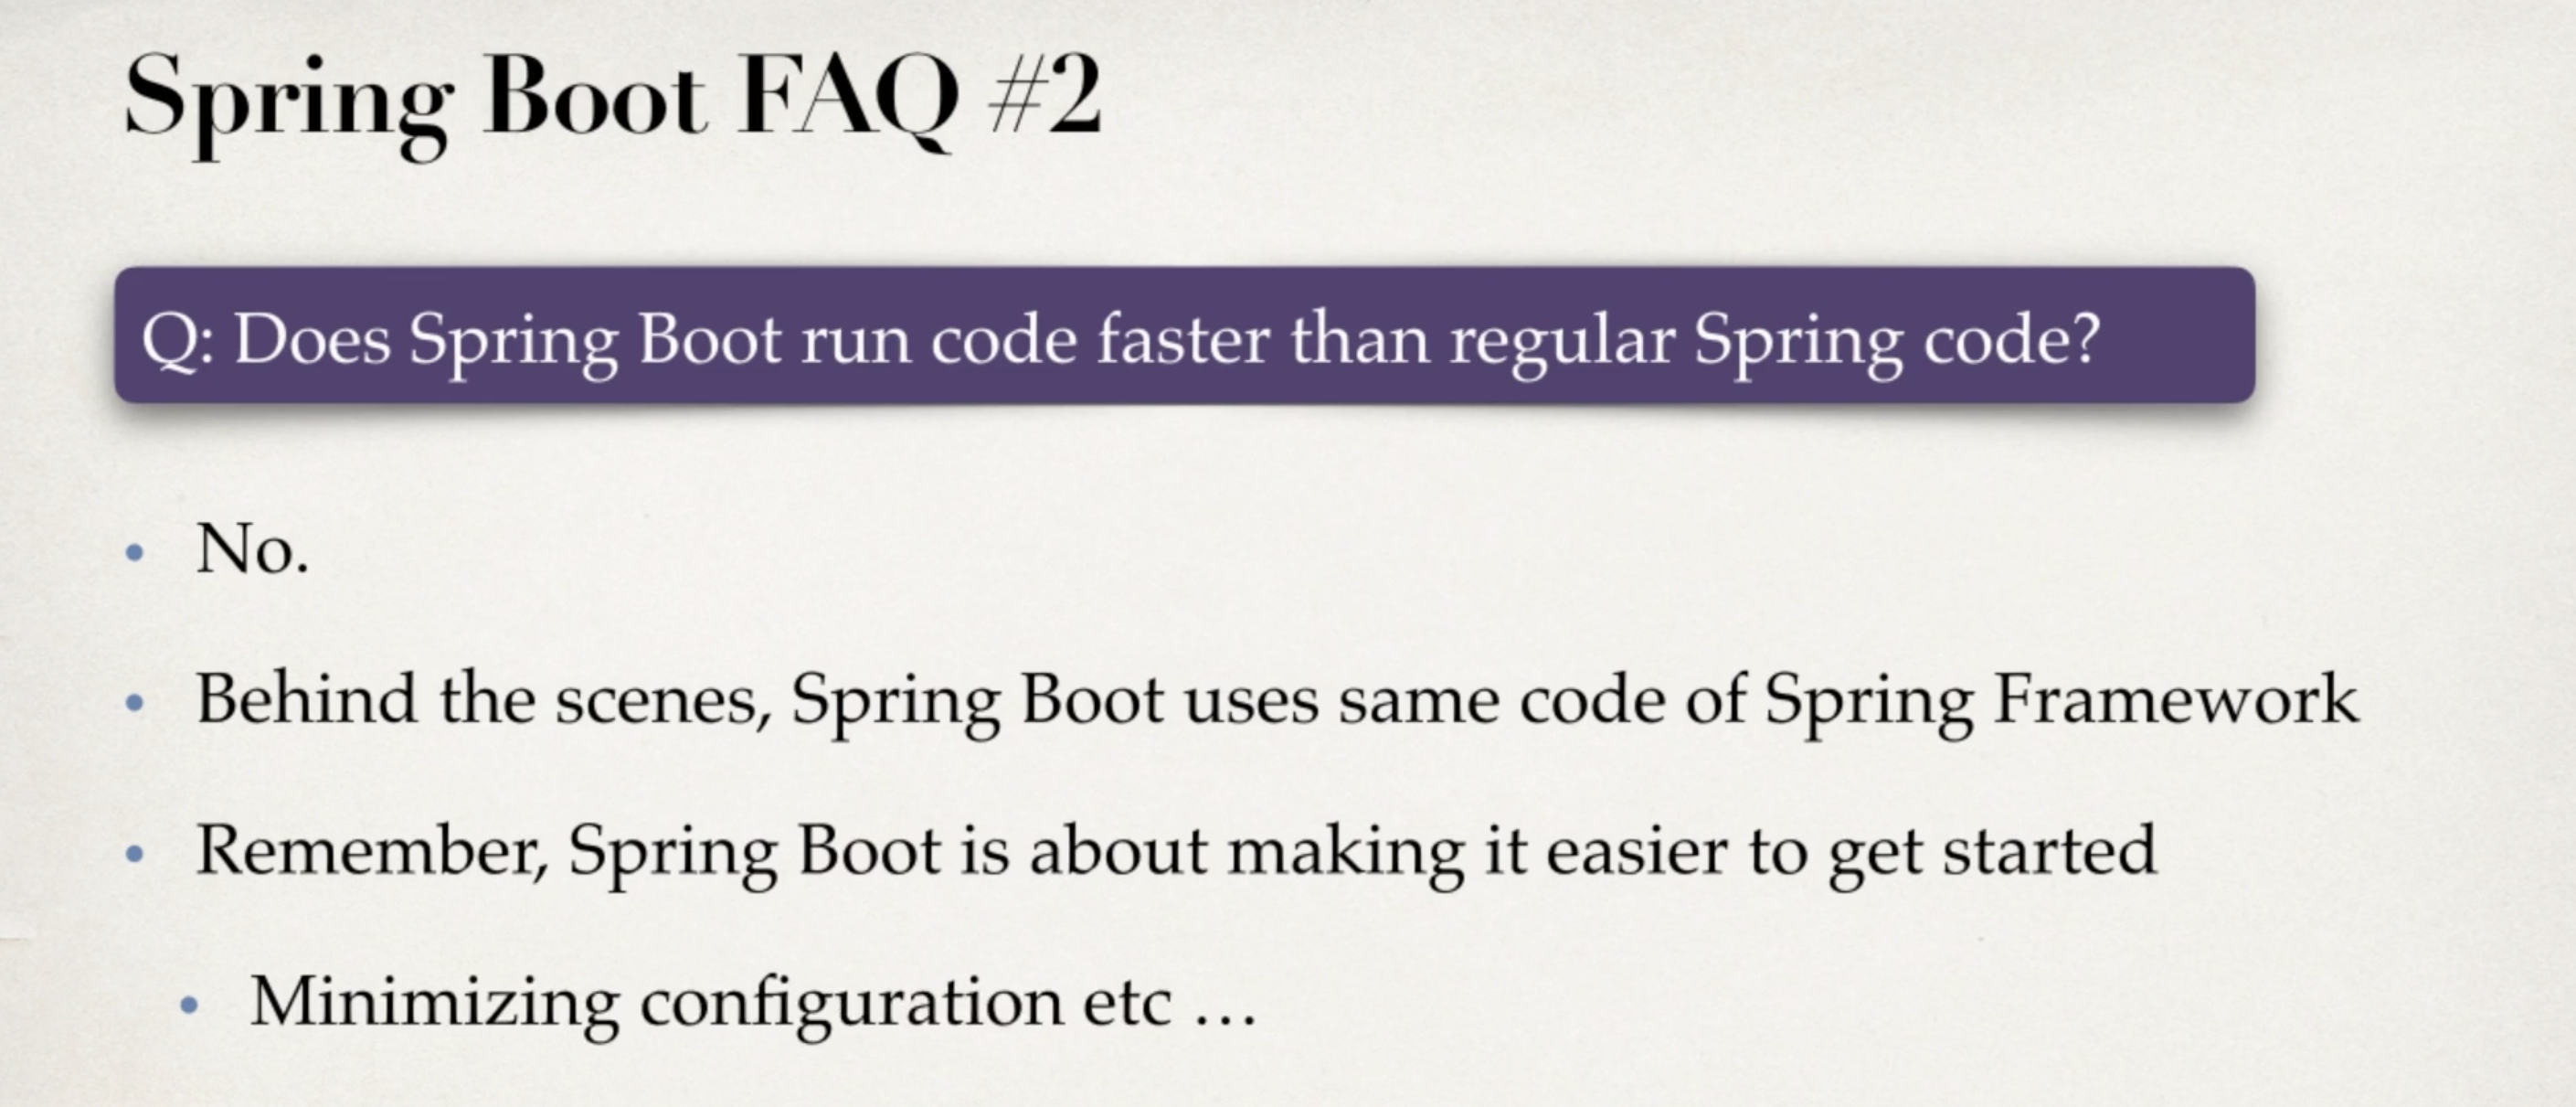 Spring Boot FAQ #2
Q: Does Spring Boot run code faster than regular Spring code?
• No.
• Behind the scenes, Spring Boot uses same code of Spring Framework
• Remember, Spring Boot is about making it easier to get started
• Minimizing configuration etc …